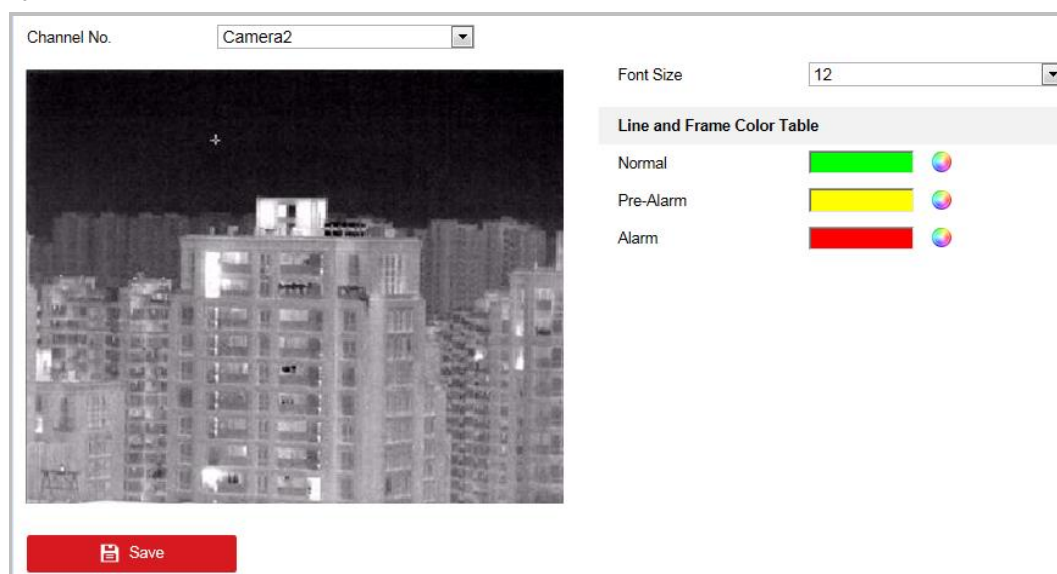 Channel No. Camera2
Font Size 12
Line and Frame Color Table
Normal
Pre-Alarm
Alarm
Save